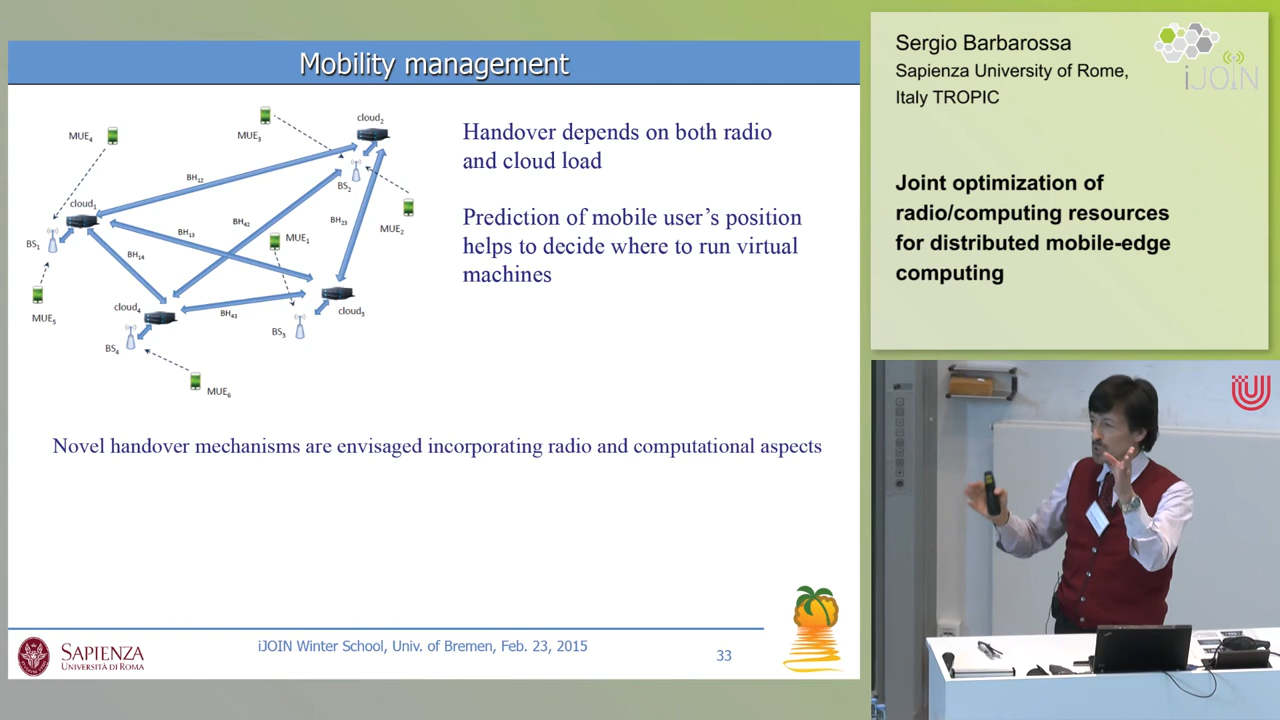 Mobility management
MUE4
MUE3
cloud2
BS2
BH12
cloud1
BS1
BH42
BH13
BH23
MUE1
MUE2
BH14
MUE5
cloud4
BH43
cloud3
BS3
BS4
MUE6
Handover depends on both radio
and cloud load
Prediction of mobile user's position
helps to decide where to run virtual
machines
Novel handover mechanisms are envisaged incorporating radio and computational aspects
SAPIENZA
UNIVERSITÀ DI ROMA
iJOIN Winter School, Univ. of Bremen, Feb. 23, 2015
33
Sergio Barbarossa
Sapienza University of Rome,
Italy TROPIC
iJOIN
Joint optimization of
radio/computing resources
for distributed mobile-edge
computing